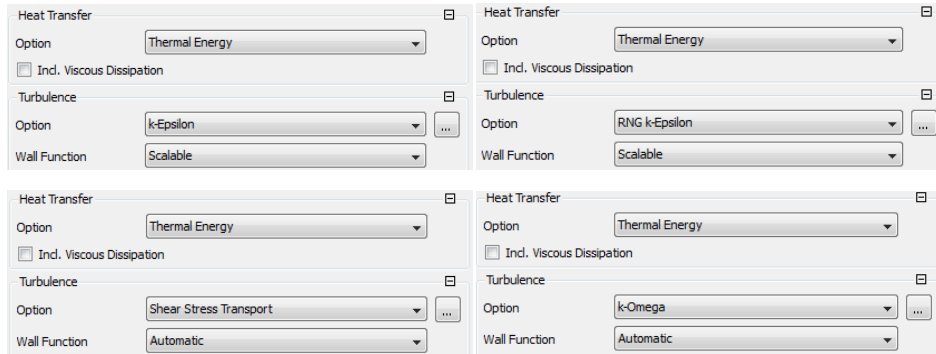 Heat Transfer
Option Thermal Energy
Incl. Viscous Dissipation
Turbulence
Option k-Epsilon ...
Wall Function Scalable
Heat Transfer
Option Thermal Energy
Incl. Viscous Dissipation
Turbulence
Option RNG k-Epsilon ...
Wall Function Scalable
Heat Transfer
Option Thermal Energy
Incl. Viscous Dissipation
Turbulence
Option Shear Stress Transport ...
Wall Function Automatic
Heat Transfer
Option Thermal Energy
Incl. Viscous Dissipation
Turbulence
Option k-Omega ...
Wall Function Automatic